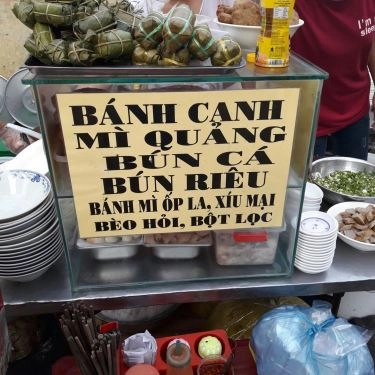 BÁNH CANH
MÌ QUẢNG
BÚN CÁ
BÚN RIÊU
BÁNH MÌ ỐP LA, XÍU MẠI
BÈO HỎI, BỘT LỌC
I'm